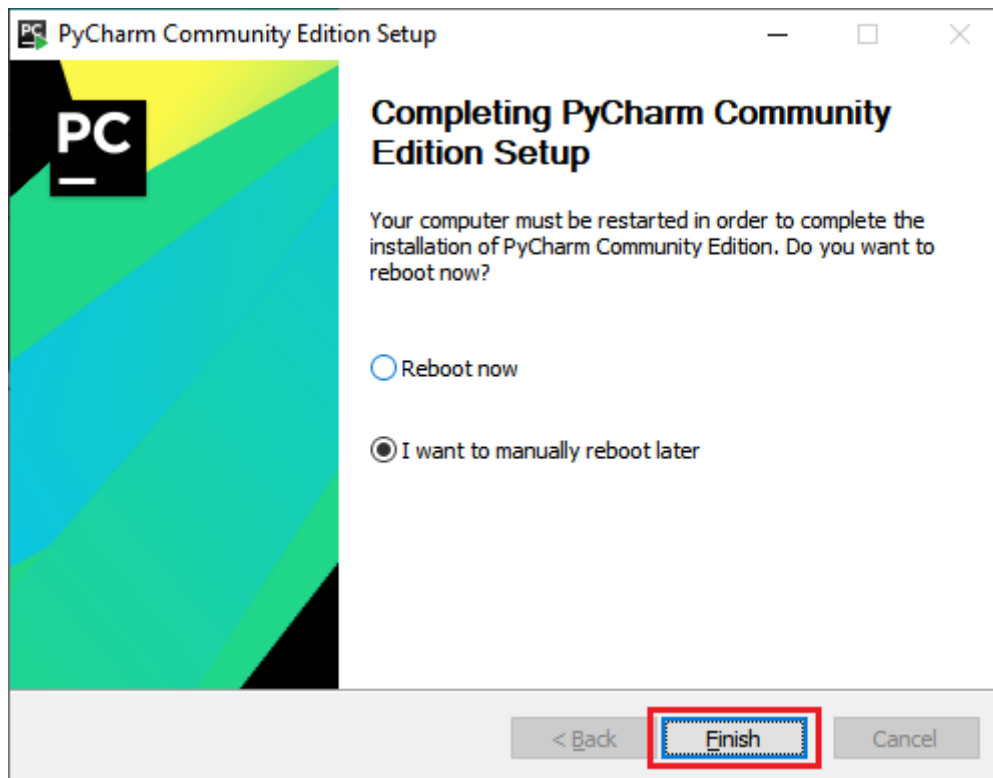 PyCharm Community Edition Setup
PC
Completing PyCharm Community
Edition Setup
Your computer must be restarted in order to complete the
installation of PyCharm Community Edition. Do you want to
reboot now?
Reboot now
I want to manually reboot later
< Back
Finish
Cancel